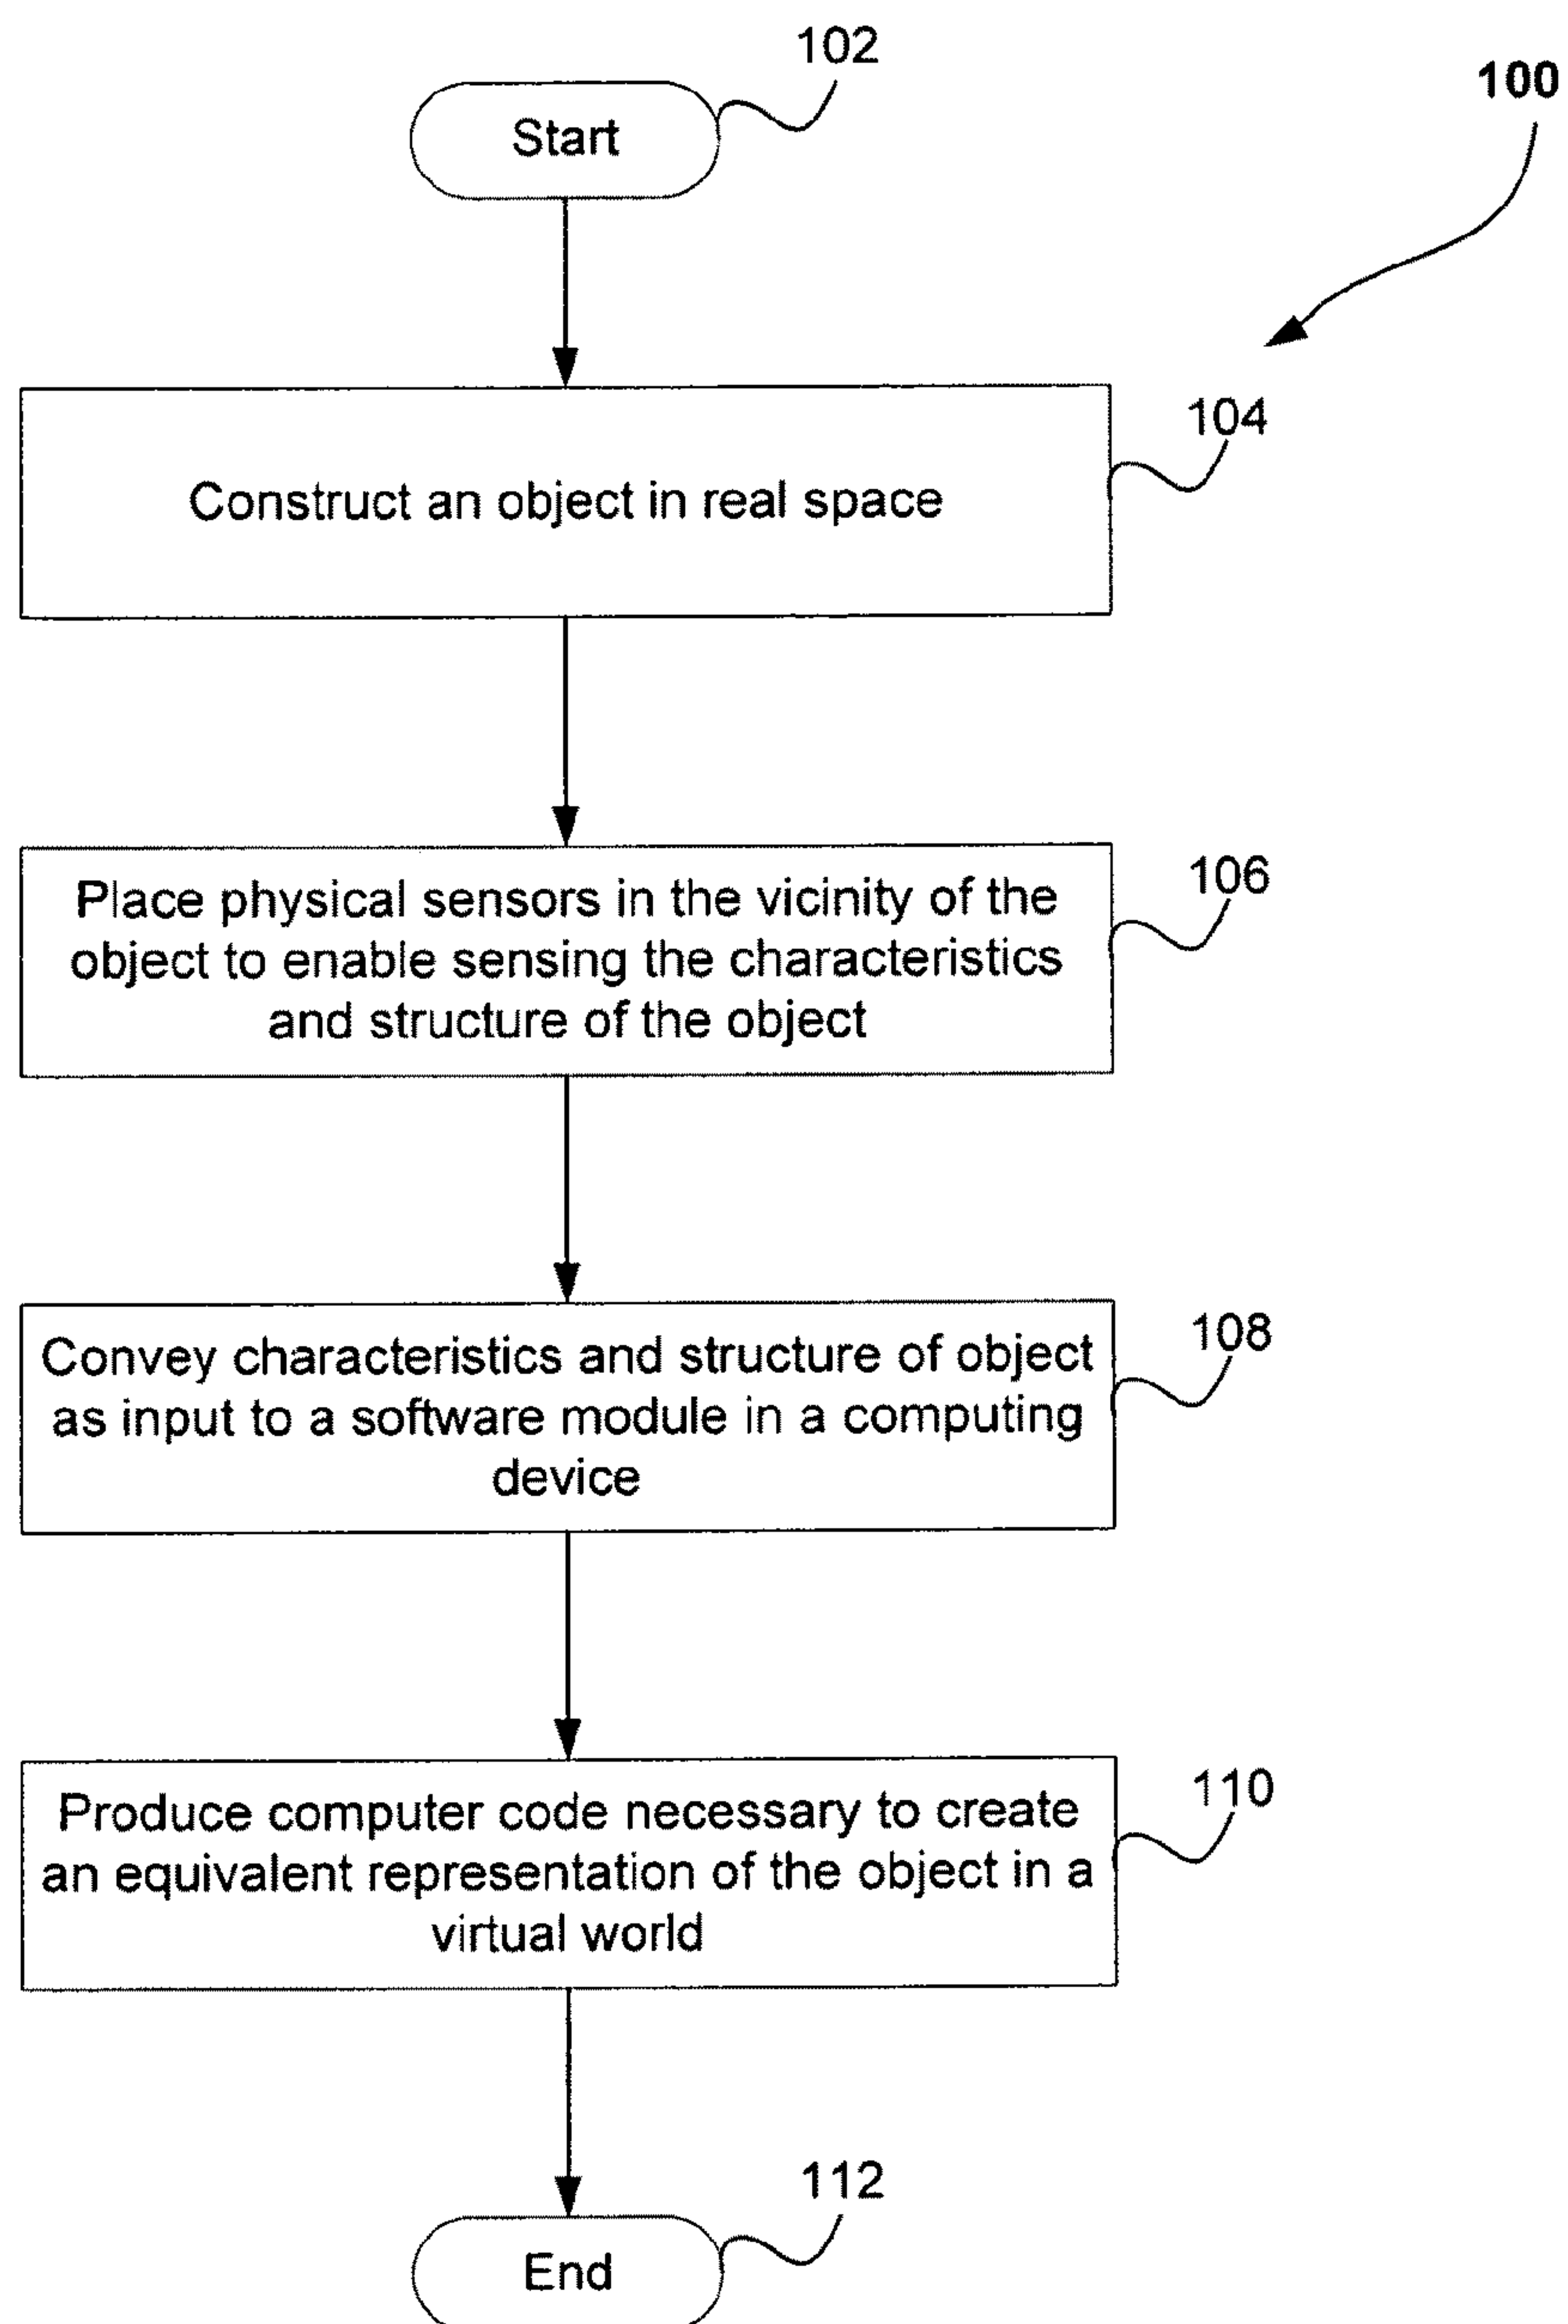 102
100
Start
104
Construct an object in real space
106
Place physical sensors in the vicinity of the
object to enable sensing the characteristics
and structure of the object
108
Convey characteristics and structure of object
as input to a software module in a computing
device
110
Produce computer code necessary to create
an equivalent representation of the object in a
virtual world
112
End